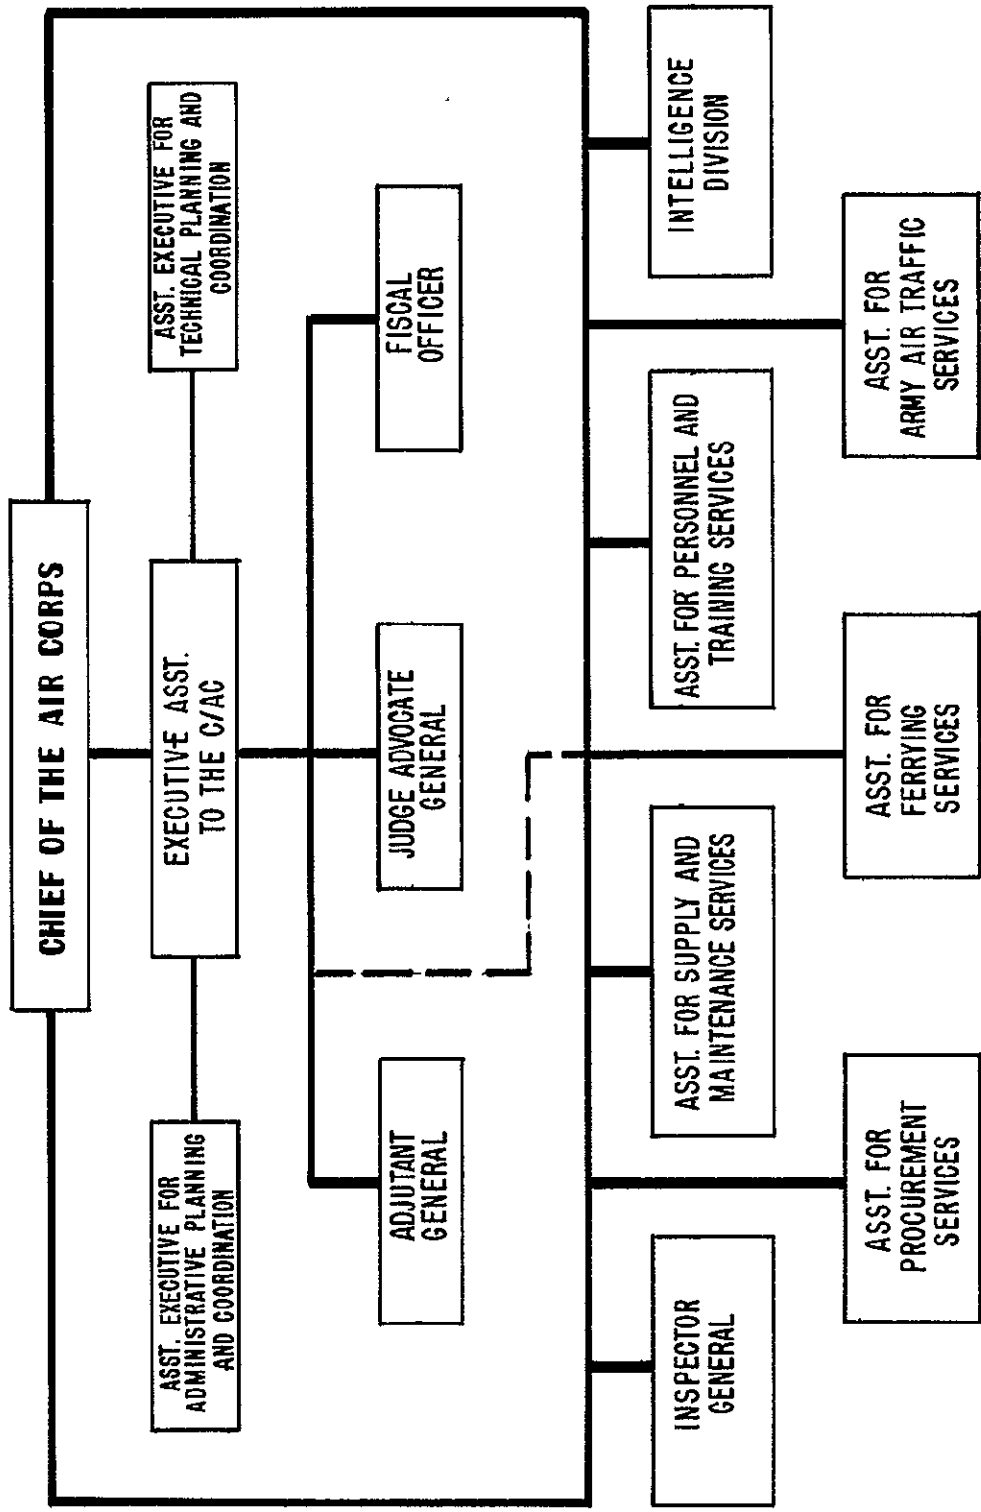 CHIEF OF THE AIR CORPS
ASST. EXECUTIVE FOR
ADMINISTRATIVE PLANNING
AND COORDINATION
EXECUTIVE ASST.
TO THE C/AC
ASST. EXECUTIVE FOR
TECHNICAL PLANNING AND
COORDINATION
ADJUTANT
GENERAL
JUDGE ADVOCATE
GENERAL
FISCAL
OFFICER
INSPECTOR
GENERAL
ASST. FOR SUPPLY AND
MAINTENANCE SERVICES
ASST. FOR PERSONNEL AND
TRAINING SERVICES
INTELLIGENCE
DIVISION
ASST. FOR
PROCUREMENT
SERVICES
ASST. FOR
FERRYING
SERVICES
ASST. FOR
ARMY AIR TRAFFIC
SERVICES